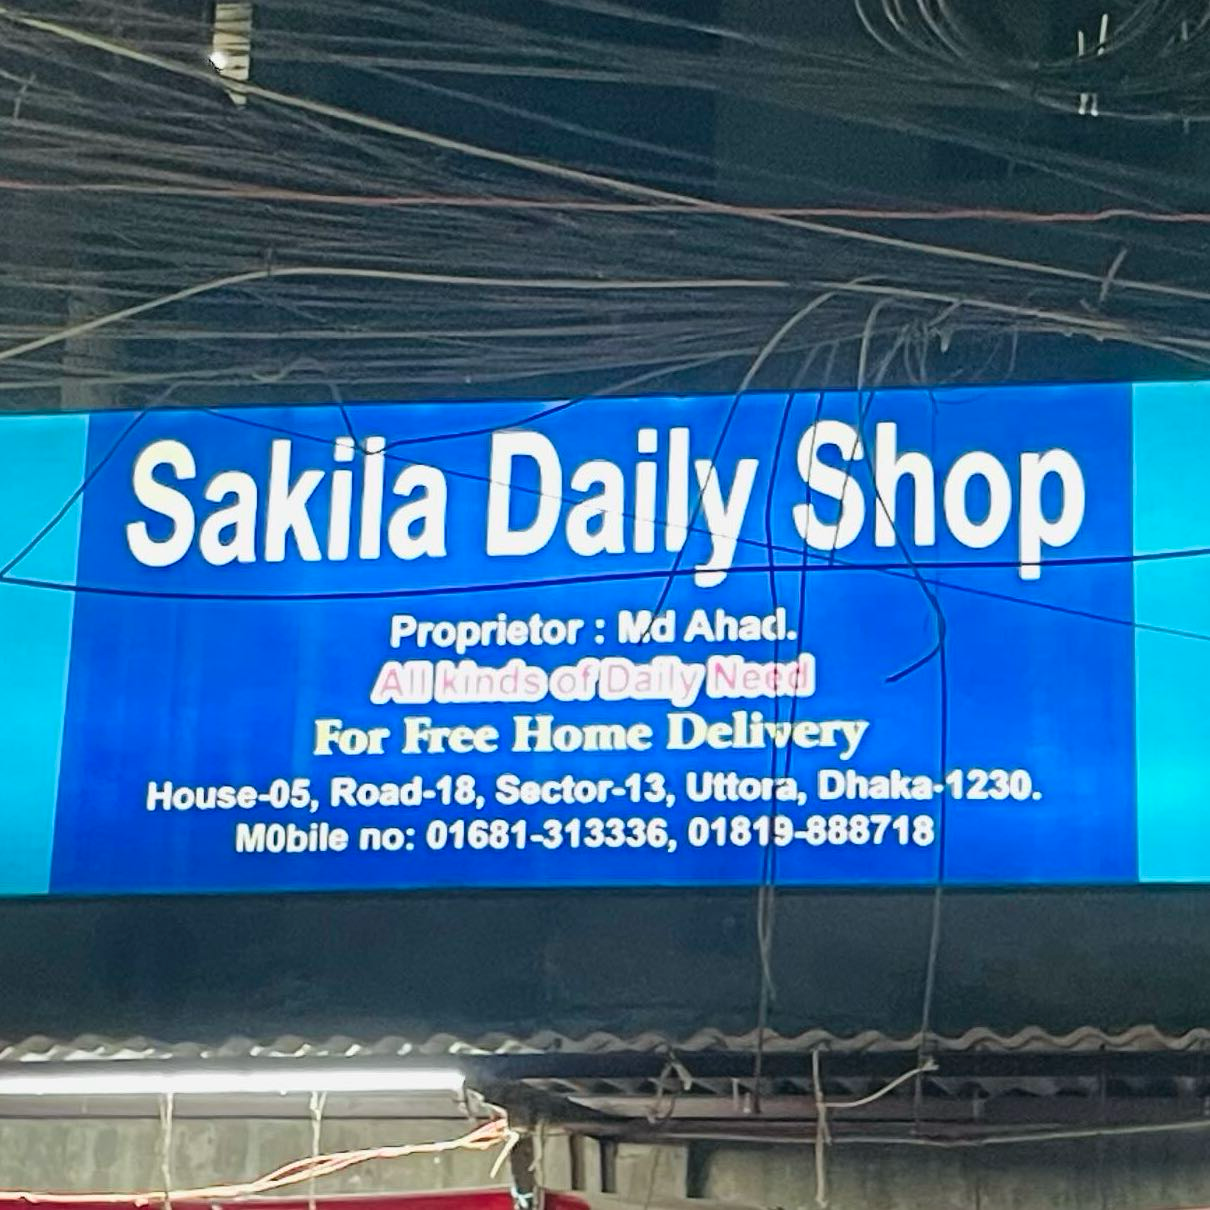 Sakila Daily Shop
Proprietor : Md Ahad.
All kinds of Daily Need
For Free Home Delivery
House-05, Road-18, Sector-13, Uttora, Dhaka-1230.
M0bile no: 01681-313336, 01819-888718